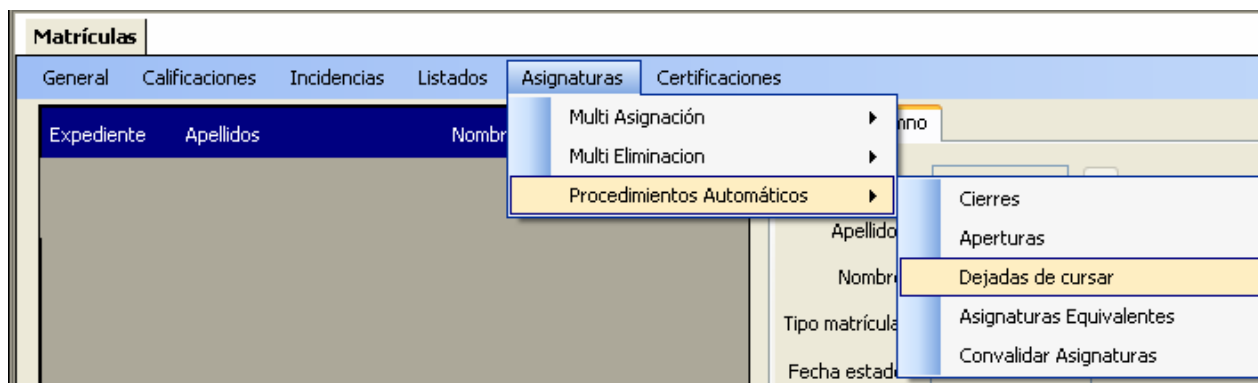 Matrículas
General Calificaciones Incidencias Listados Asignaturas Certificaciones
Expediente Apellidos
Multi Asignación
Multi Eliminacion
Procedimientos Automáticos
Cierres
Aperturas
Dejadas de cursar
Asignaturas Equivalentes
Convalidar Asignaturas
Tipo matrícula
Fecha